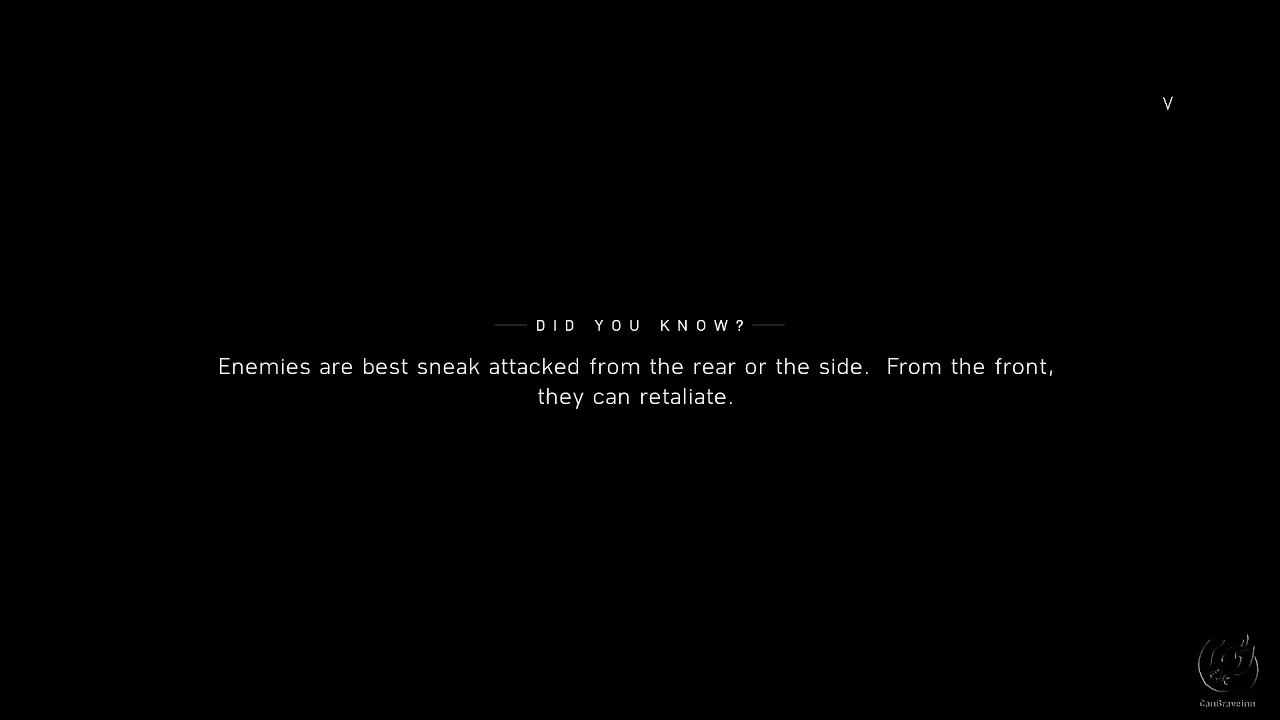 V
DID YOU KNOW?
Enemies are best sneak attacked from the rear or the side.  From the front,
they can retaliate.